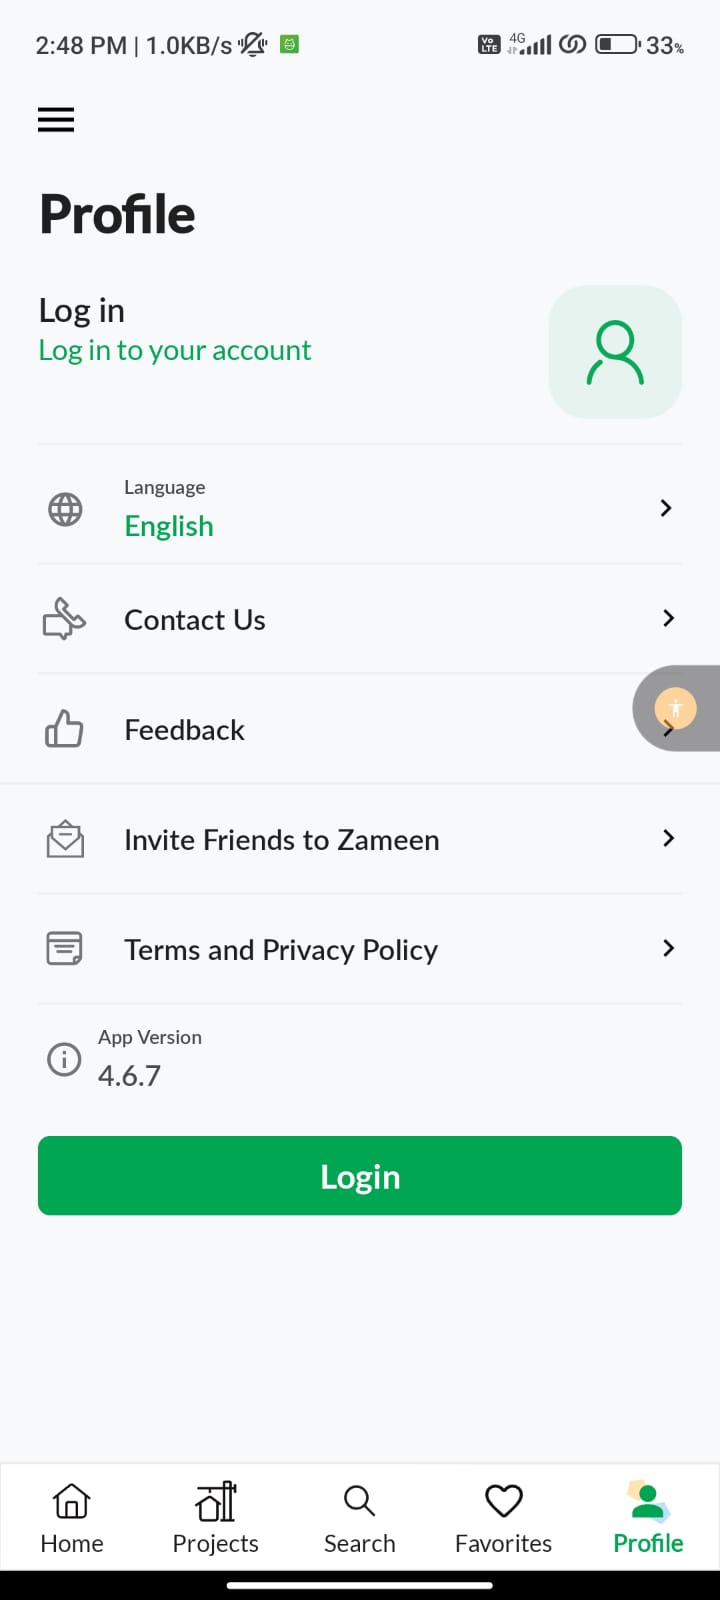 2:48 PM | 1.0KB/s Vo LTE 4G 33%
Profile
Log in
Log in to your account
Language
English
Contact Us
Feedback
Invite Friends to Zameen
Terms and Privacy Policy
App Version
4.6.7
Login
Home Projects Search Favorites Profile